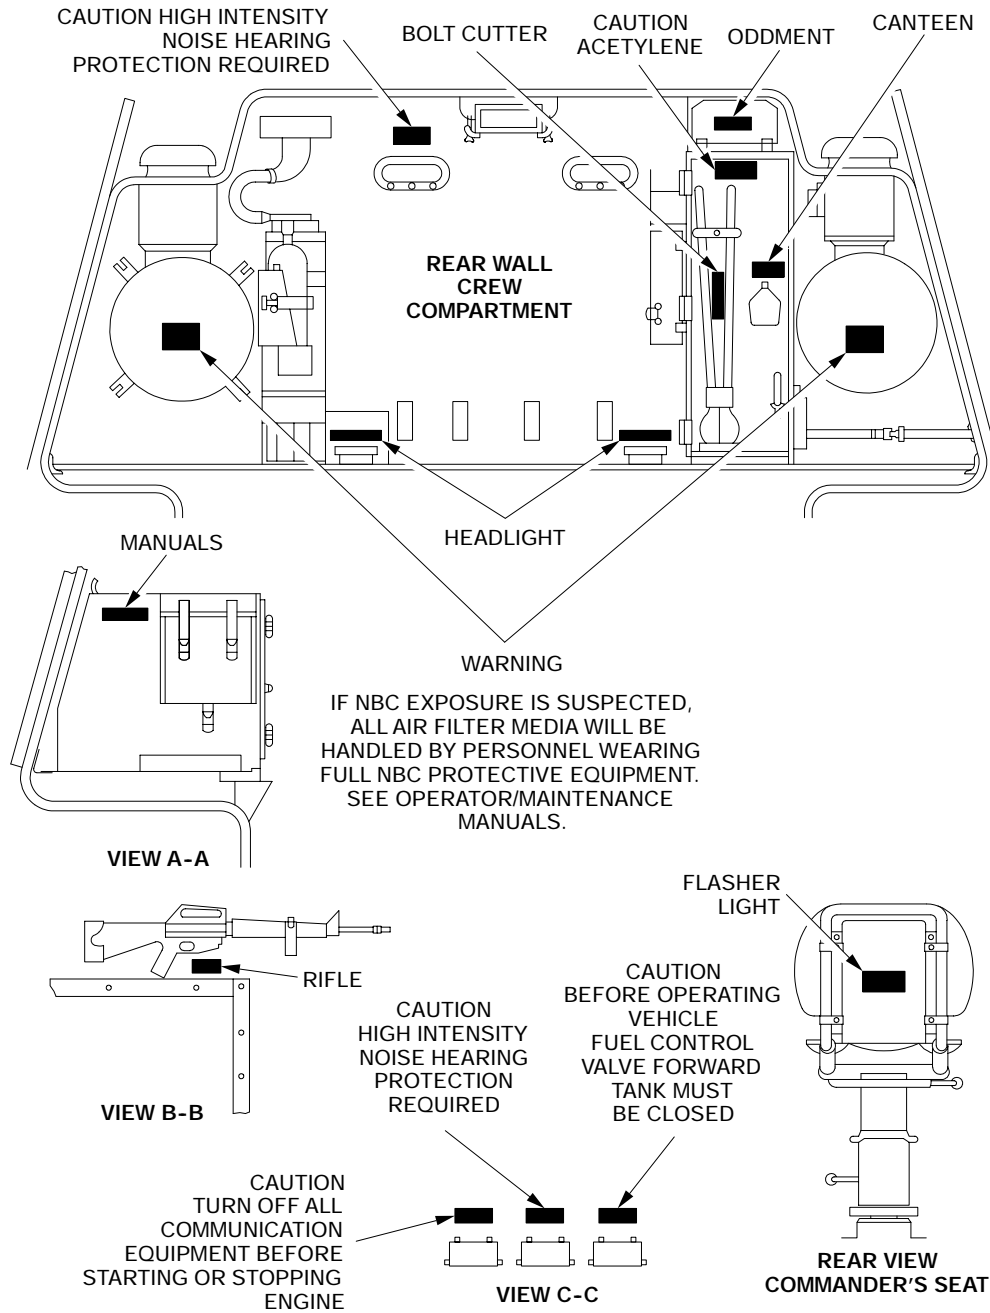 CAUTION HIGH INTENSITY
NOISE HEARING
PROTECTION REQUIRED
BOLT CUTTER
CAUTION
ACETYLENE
ODDMENT
CANTEEN
REAR WALL
CREW
COMPARTMENT
HEADLIGHT
MANUALS
WARNING
IF NBC EXPOSURE IS SUSPECTED,
ALL AIR FILTER MEDIA WILL BE
HANDLED BY PERSONNEL WEARING
FULL NBC PROTECTIVE EQUIPMENT.
SEE OPERATOR/MAINTENANCE
MANUALS.
VIEW A-A
RIFLE
VIEW B-B
CAUTION
HIGH INTENSITY
NOISE HEARING
PROTECTION
REQUIRED
CAUTION
BEFORE OPERATING
VEHICLE
FUEL CONTROL
VALVE FORWARD
TANK MUST
BE CLOSED
FLASHER
LIGHT
CAUTION
TURN OFF ALL
COMMUNICATION
EQUIPMENT BEFORE
STARTING OR STOPPING
ENGINE
VIEW C-C
REAR VIEW
COMMANDER'S SEAT